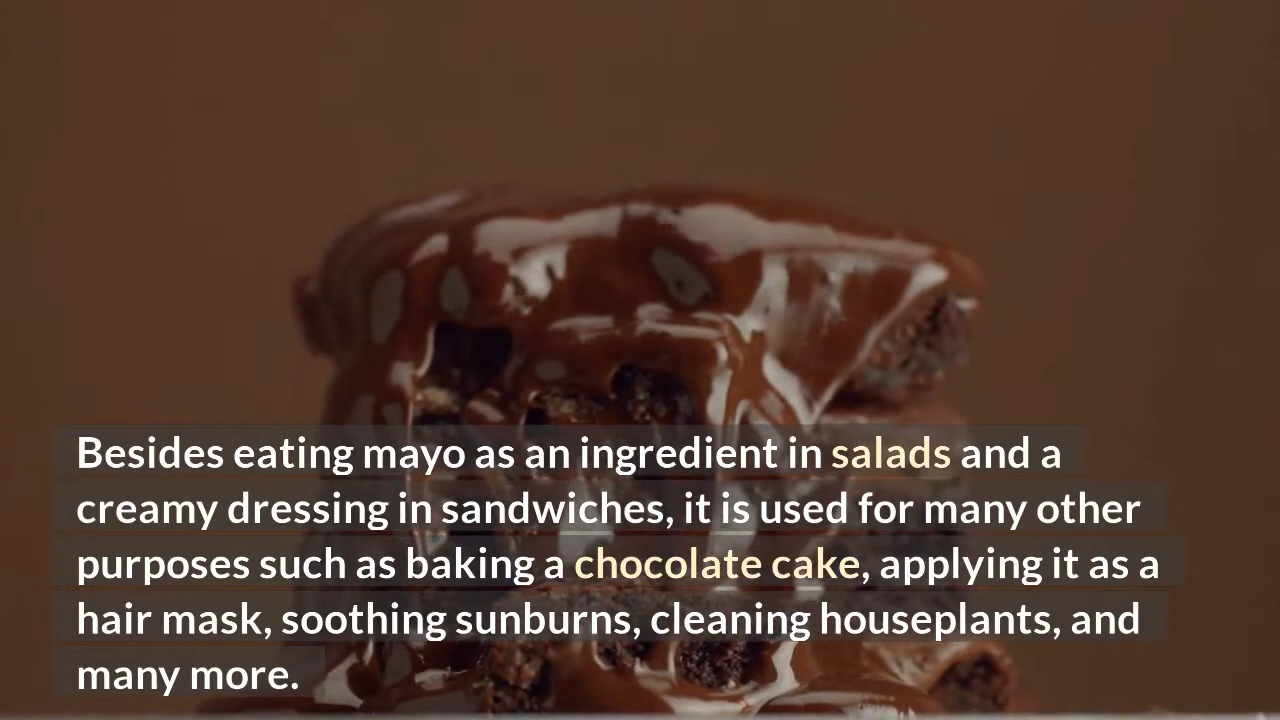 Besides eating mayo as an ingredient in salads and a
creamy dressing in sandwiches, it is used for many other
purposes such as baking a chocolate cake, applying it as a
hair mask, soothing sunburns, cleaning houseplants, and
many more.